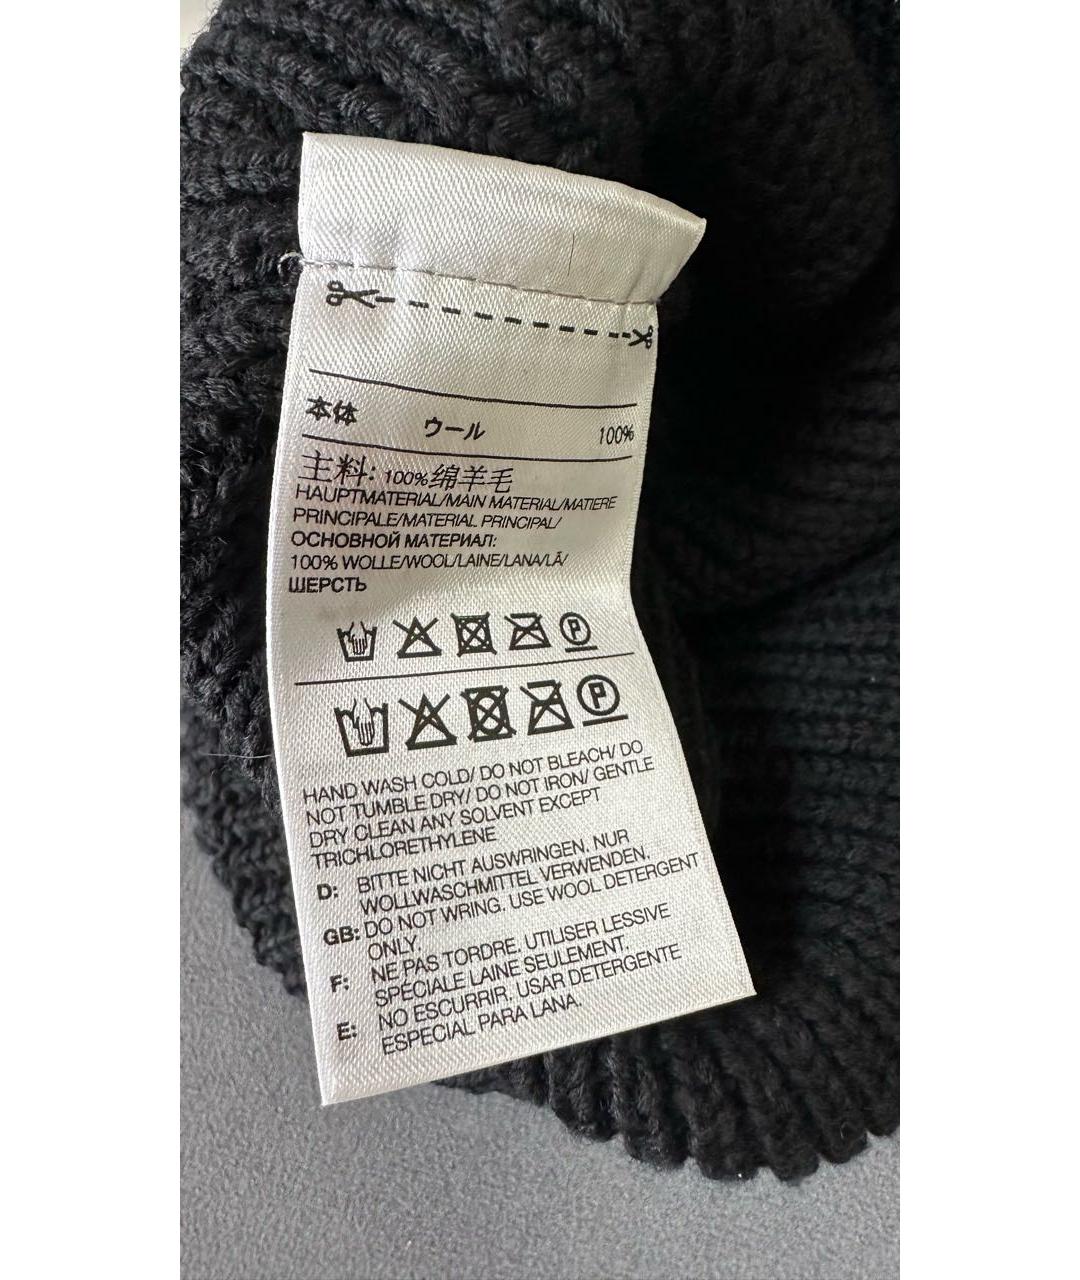 本体 ウール 100%
主料: 100%绵羊毛
HAUPTMATERIAL/MAIN MATERIAL/MATIERE
PRINCIPALE/MATERIAL PRINCIPAL/
ОСНОВНОЙ МАТЕРИАЛ:
100% WOLLE/WOOL/LAINE/LANA/LÃ/
ШЕРСТЬ
P
P
HAND WASH COLD/ DO NOT BLEACH/ DO
NOT TUMBLE DRY/ DO NOT IRON/ GENTLE
DRY CLEAN ANY SOLVENT EXCEPT
TRICHLORETHYLENE
D: BITTE NICHT AUSWRINGEN. NUR
WOLLWASCHMITTEL VERWENDEN.
GB: DO NOT WRING. USE WOOL DETERGENT
ONLY.
F: NE PAS TORDRE. UTILISER LESSIVE
SPÉCIALE LAINE SEULEMENT.
E: NO ESCURRIR. USAR DETERGENTE
ESPECIAL PARA LANA.